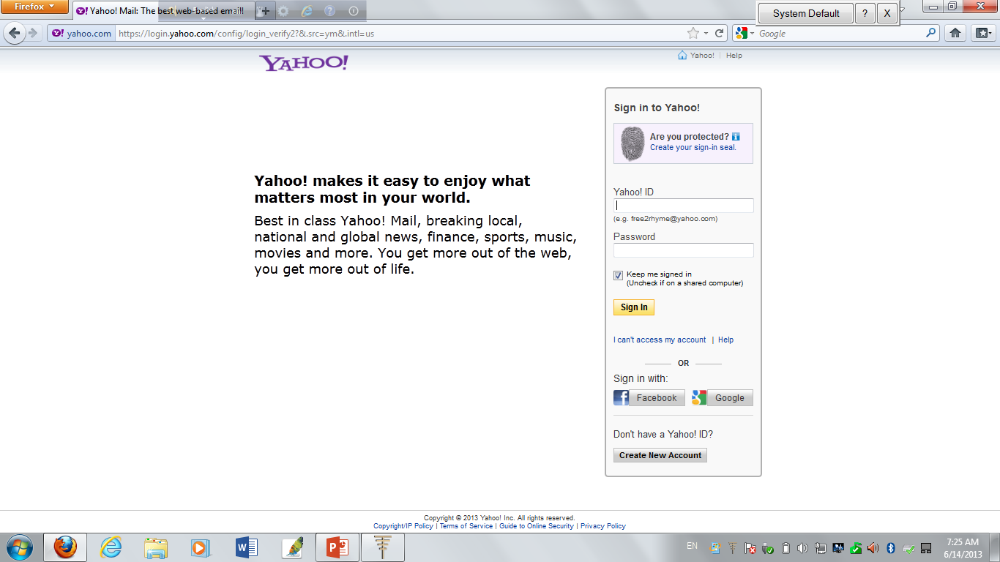 Firefox
Yahoo! Mail: The best web-based email!
System Default
?
X
yahoo.com
https://login.yahoo.com/config/login_verify2?&.src=ym&.intl=us
Google
YAHOO!
Yahoo! | Help
Sign in to Yahoo!
Are you protected?
Create your sign-in seal.
Yahoo! makes it easy to enjoy what
matters most in your world.
Best in class Yahoo! Mail, breaking local,
national and global news, finance, sports, music,
movies and more. You get more out of the web,
you get more out of life.
Yahoo! ID
(e.g. free2rhyme@yahoo.com)
Password
Keep me signed in
(Uncheck if on a shared computer)
Sign In
I can't access my account | Help
OR
Sign in with:
Facebook
Google
Don't have a Yahoo! ID?
Create New Account
Copyright © 2013 Yahoo! Inc. All rights reserved.
Copyright/IP Policy | Terms of Service | Guide to Online Security | Privacy Policy
EN
7:25 AM
6/14/2013